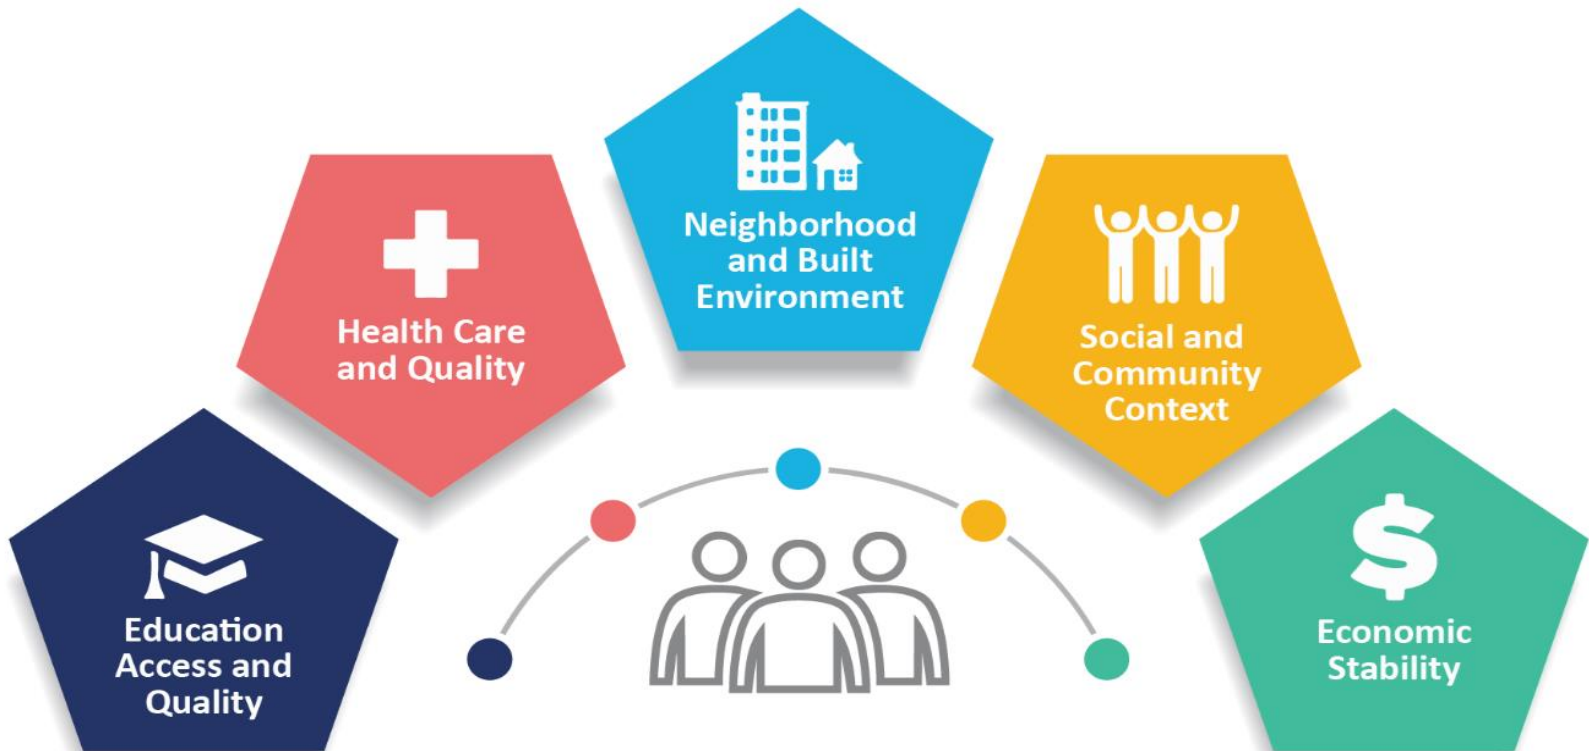 Education
Access and
Quality
Health Care
and Quality
Neighborhood
and Built
Environment
Social and
Community
Context
Economic
Stability